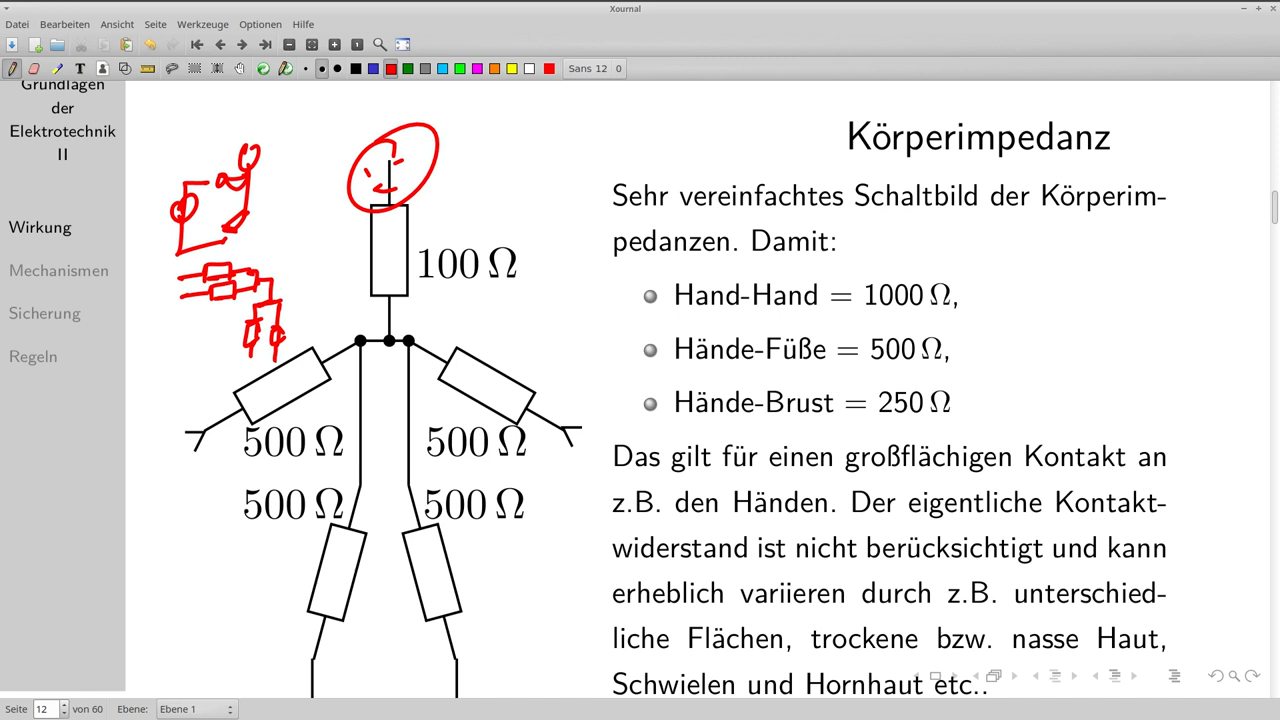 Xournal
Datei Bearbeiten Ansicht Seite Werkzeuge Optionen Hilfe
Sans 12 0
Grundlagen
der
Elektrotechnik
II
Wirkung
Mechanismen
Sicherung
Regeln
100 Ω
500 Ω 500 Ω
500 Ω 500 Ω
Körperimpedanz
Sehr vereinfachtes Schaltbild der Körperim-
pedanzen. Damit:
Hand-Hand = 1000 Ω,
Hände-Füße = 500 Ω,
Hände-Brust = 250 Ω
Das gilt für einen großflächigen Kontakt an
z.B. den Händen. Der eigentliche Kontakt-
widerstand ist nicht berücksichtigt und kann
erheblich variieren durch z.B. unterschied-
liche Flächen, trockene bzw. nasse Haut,
Schwielen und Hornhaut etc..
Seite 12 von 60 Ebene: Ebene 1